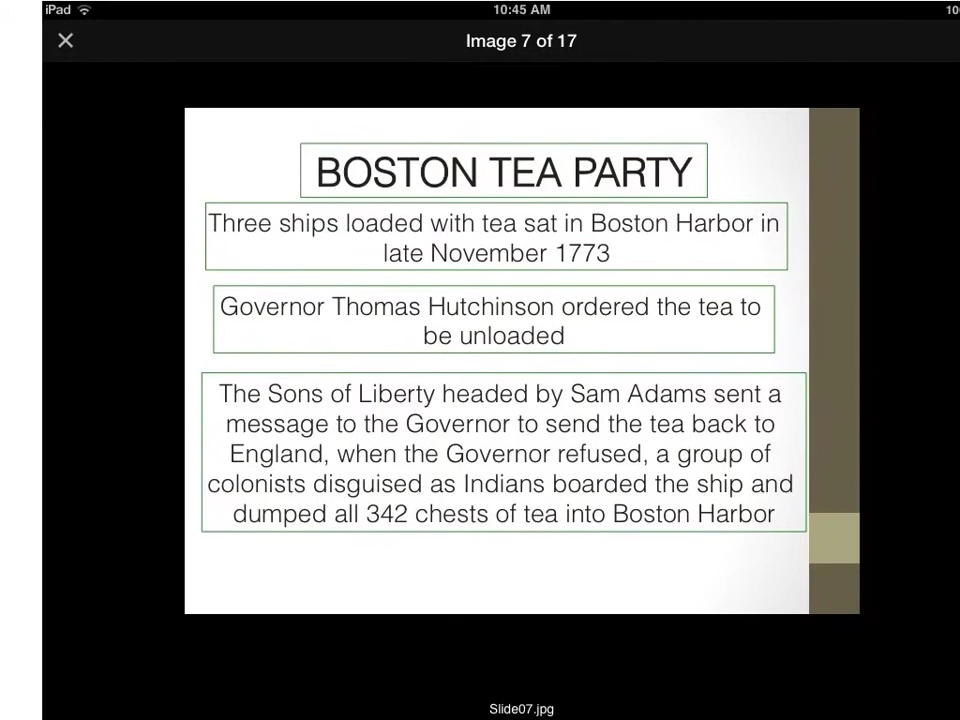 iPad 10:45 AM 10
Image 7 of 17
BOSTON TEA PARTY
Three ships loaded with tea sat in Boston Harbor in
late November 1773
Governor Thomas Hutchinson ordered the tea to
be unloaded
The Sons of Liberty headed by Sam Adams sent a
message to the Governor to send the tea back to
England, when the Governor refused, a group of
colonists disguised as Indians boarded the ship and
dumped all 342 chests of tea into Boston Harbor
Slide07.jpg